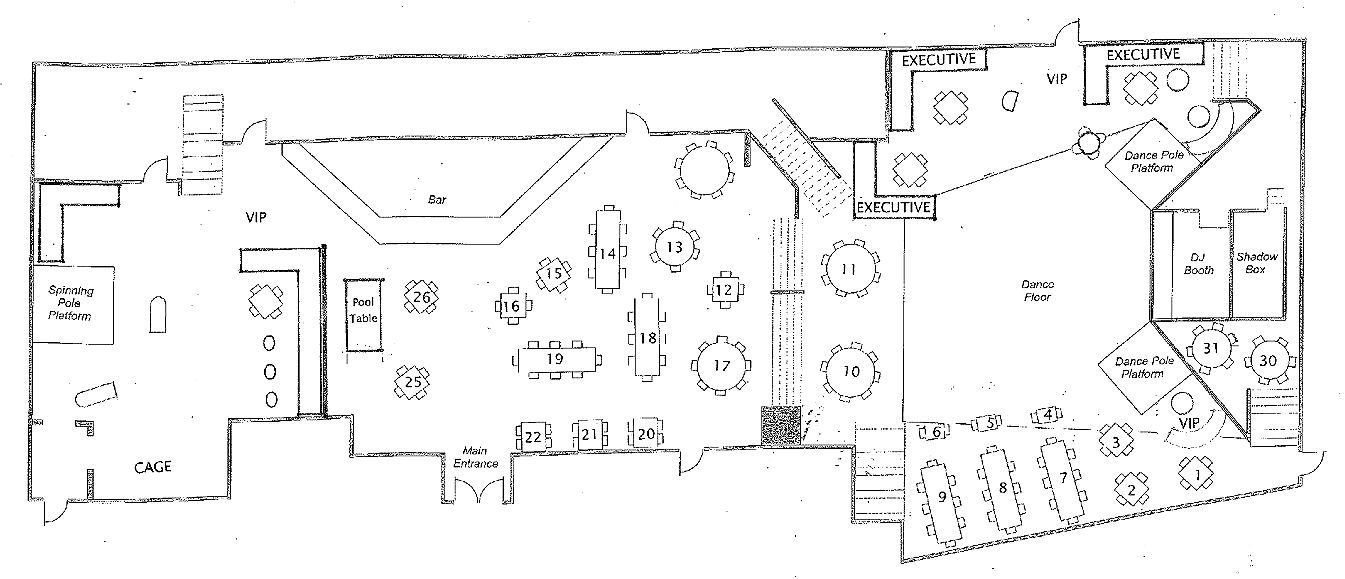 EXECUTIVE
EXECUTIVE
VIP
Dance Pole
Platform
VIP
Bar
EXECUTIVE
13
14
11
Spinning
Pole
Platform
15
12
DJ
Booth
Shadow
Box
26
16
Pool
Table
Dance
Floor
18
19
17
10
31
30
25
Dance Pole
Platform
22
21
20
6
5
4
3
VIP
Main
Entrance
CAGE
9
8
7
2
1